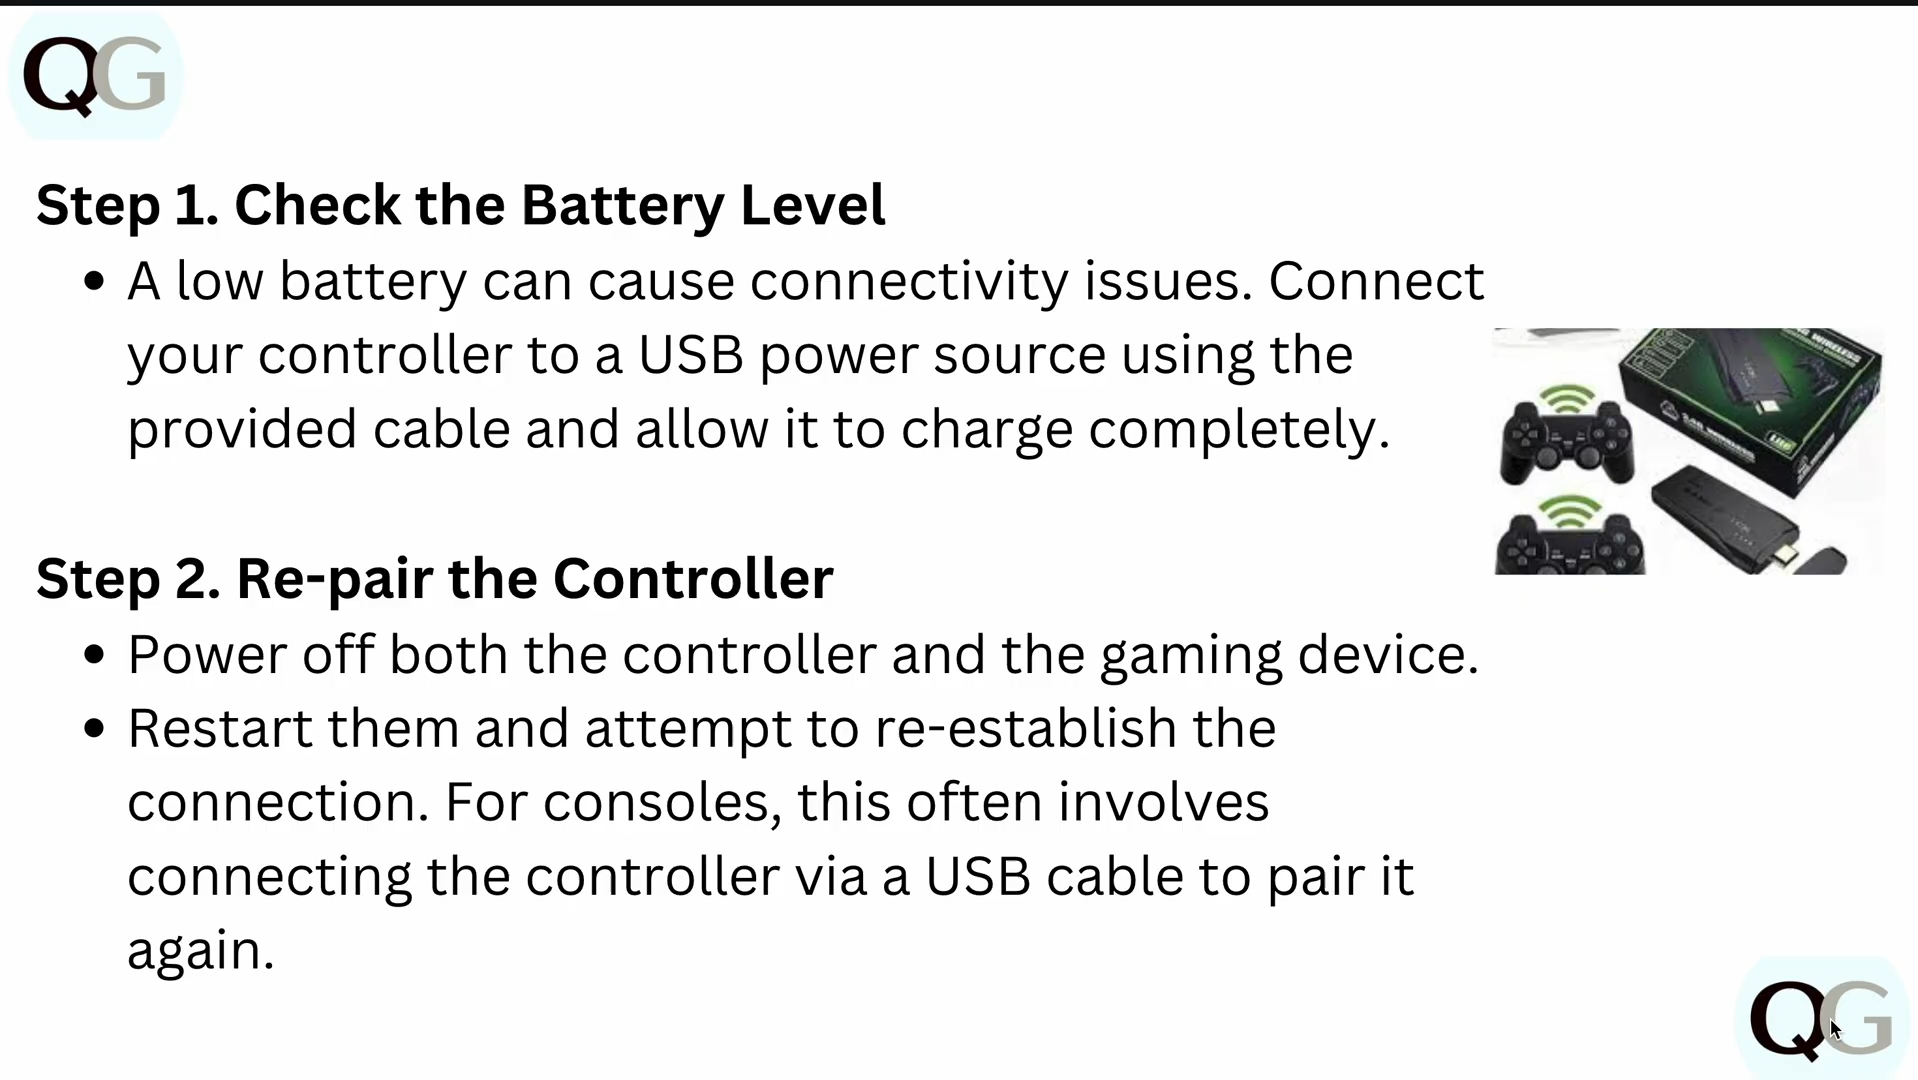 QG
Step 1. Check the Battery Level
• A low battery can cause connectivity issues. Connect
your controller to a USB power source using the
provided cable and allow it to charge completely.
Step 2. Re-pair the Controller
• Power off both the controller and the gaming device.
• Restart them and attempt to re-establish the
connection. For consoles, this often involves
connecting the controller via a USB cable to pair it
again.
WIRELESS
QG